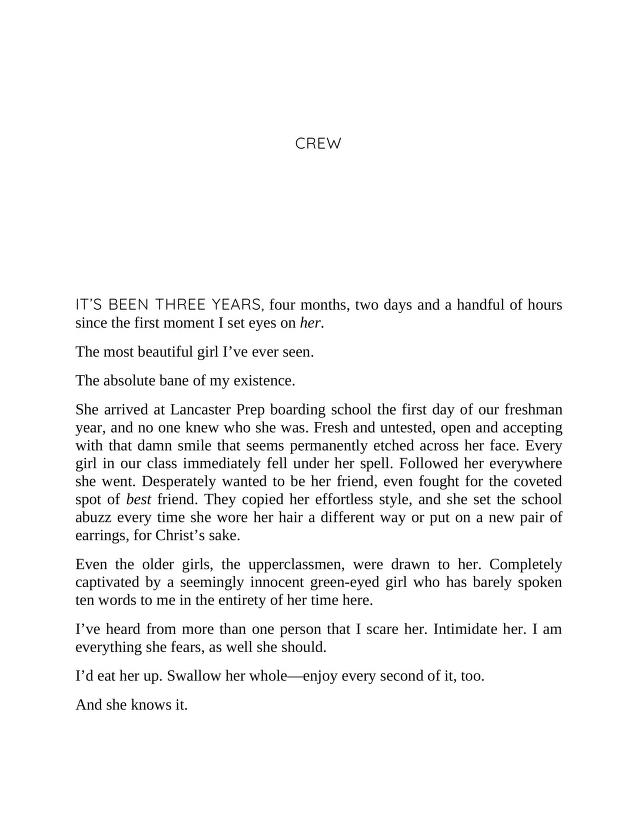 CREW
IT’S BEEN THREE YEARS, four months, two days and a handful of hours
since the first moment I set eyes on her.
The most beautiful girl I’ve ever seen.
The absolute bane of my existence.
She arrived at Lancaster Prep boarding school the first day of our freshman
year, and no one knew who she was. Fresh and untested, open and accepting
with that damn smile that seems permanently etched across her face. Every
girl in our class immediately fell under her spell. Followed her everywhere
she went. Desperately wanted to be her friend, even fought for the coveted
spot of best friend. They copied her effortless style, and she set the school
abuzz every time she wore her hair a different way or put on a new pair of
earrings, for Christ’s sake.
Even the older girls, the upperclassmen, were drawn to her. Completely
captivated by a seemingly innocent green-eyed girl who has barely spoken
ten words to me in the entirety of her time here.
I’ve heard from more than one person that I scare her. Intimidate her. I am
everything she fears, as well she should.
I’d eat her up. Swallow her whole—enjoy every second of it, too.
And she knows it.